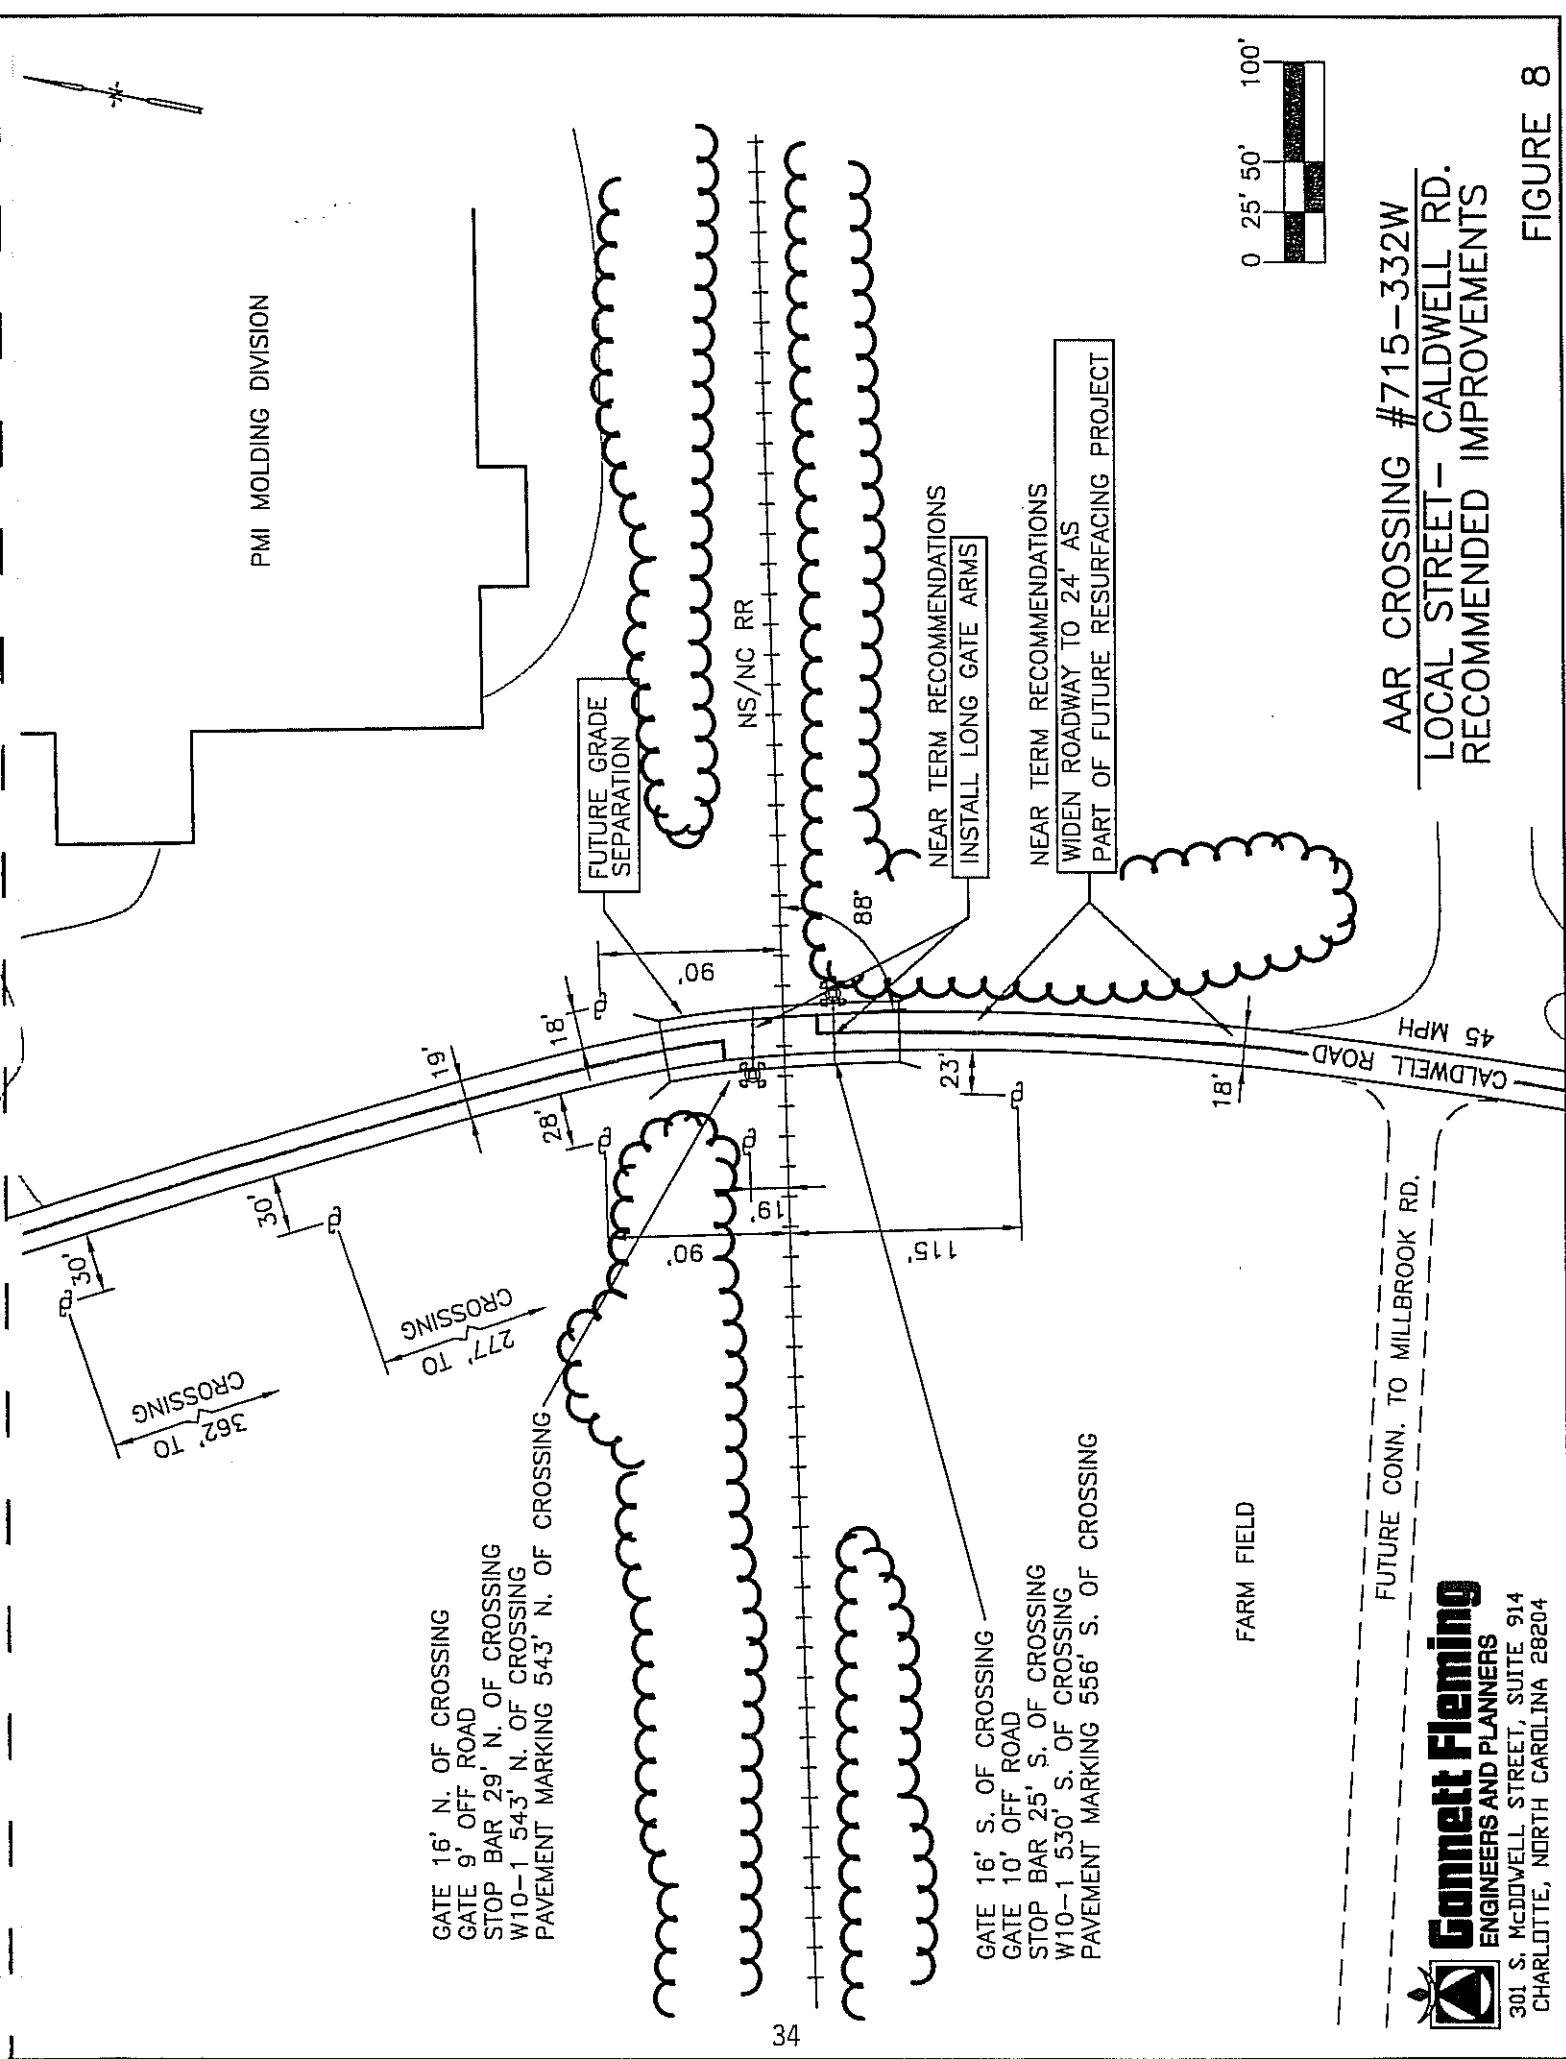 PMI MOLDING DIVISION
362' TO
CROSSING
277' TO
CROSSING
30'
30'
28'
19'
18'
90'
FUTURE GRADE
SEPARATION
NS/NC RR
GATE 16' N. OF CROSSING
GATE 9' OFF ROAD
STOP BAR 29' N. OF CROSSING
W10-1 543' N. OF CROSSING
PAVEMENT MARKING 543' N. OF CROSSING
90'
19'
115'
88°
23'
18'
NEAR TERM RECOMMENDATIONS
INSTALL LONG GATE ARMS
NEAR TERM RECOMMENDATIONS
WIDEN ROADWAY TO 24' AS
PART OF FUTURE RESURFACING PROJECT
GATE 16' S. OF CROSSING
GATE 10' OFF ROAD
STOP BAR 25' S. OF CROSSING
W10-1 530' S. OF CROSSING
PAVEMENT MARKING 556' S. OF CROSSING
FARM FIELD
CALDWELL ROAD
45 MPH
FUTURE CONN. TO MILLBROOK RD.
0 25' 50' 100'
AAR CROSSING #715-332W
LOCAL STREET- CALDWELL RD.
RECOMMENDED IMPROVEMENTS
FIGURE 8
Gannett Fleming
ENGINEERS AND PLANNERS
301 S. McDOWELL STREET, SUITE 914
CHARLOTTE, NORTH CAROLINA 28204
34